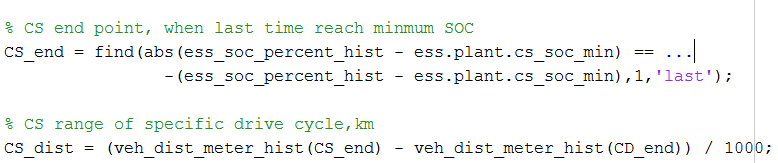 % CS end point, when last time reach minmum SOC
CS_end = find(abs(ess_soc_percent_hist - ess.plant.cs_soc_min) == ...
-(ess_soc_percent_hist - ess.plant.cs_soc_min),1,'last');
% CS range of specific drive cycle,km
CS_dist = (veh_dist_meter_hist(CS_end) - veh_dist_meter_hist(CD_end)) / 1000;